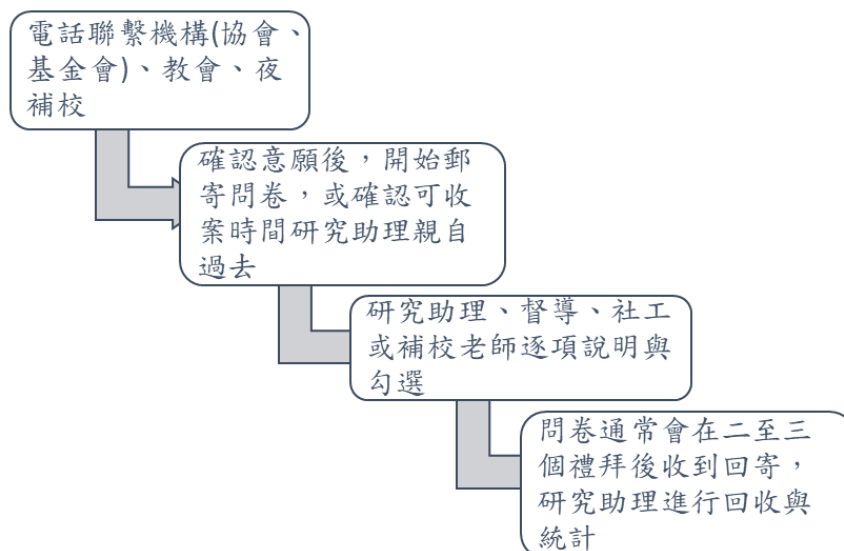 電話聯繫機構(協會、
基金會)、教會、夜
補校
確認意願後，開始郵
寄問卷，或確認可收
案時間研究助理親自
過去
研究助理、督導、社工
或補校老師逐項說明與
勾選
問卷通常會在二至三
個禮拜後收到回寄，
研究助理進行回收與
統計